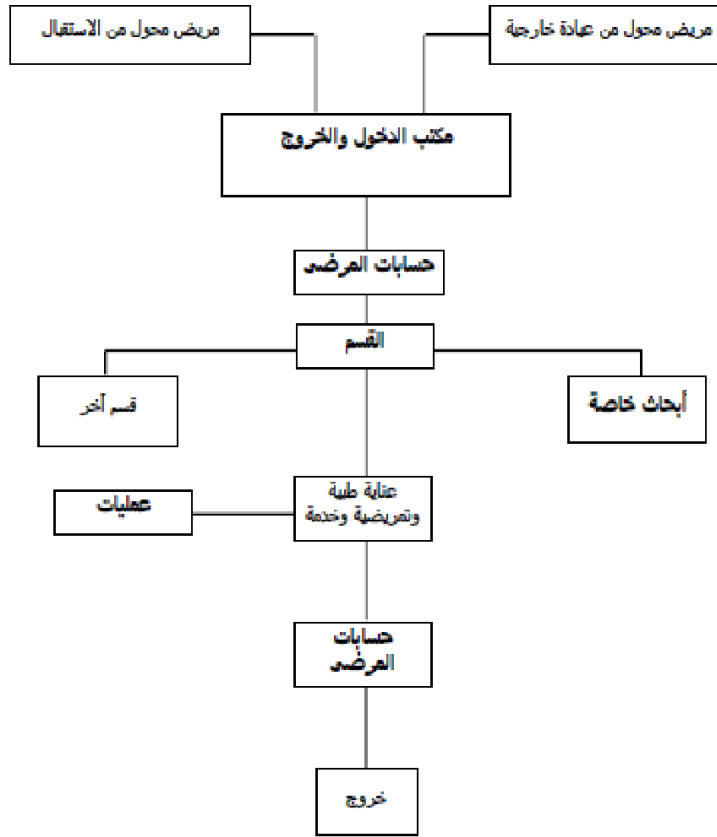 مريض محول من عيادة خارجية
مريض محول من الاستقبال
مكتب الدخول والخروج
حسابات المرضى
القسم
أبحاث خاصة
قسم آخر
عناية طبية
وتمريضية وخدمة
عمليات
حسابات
المرضى
خروج